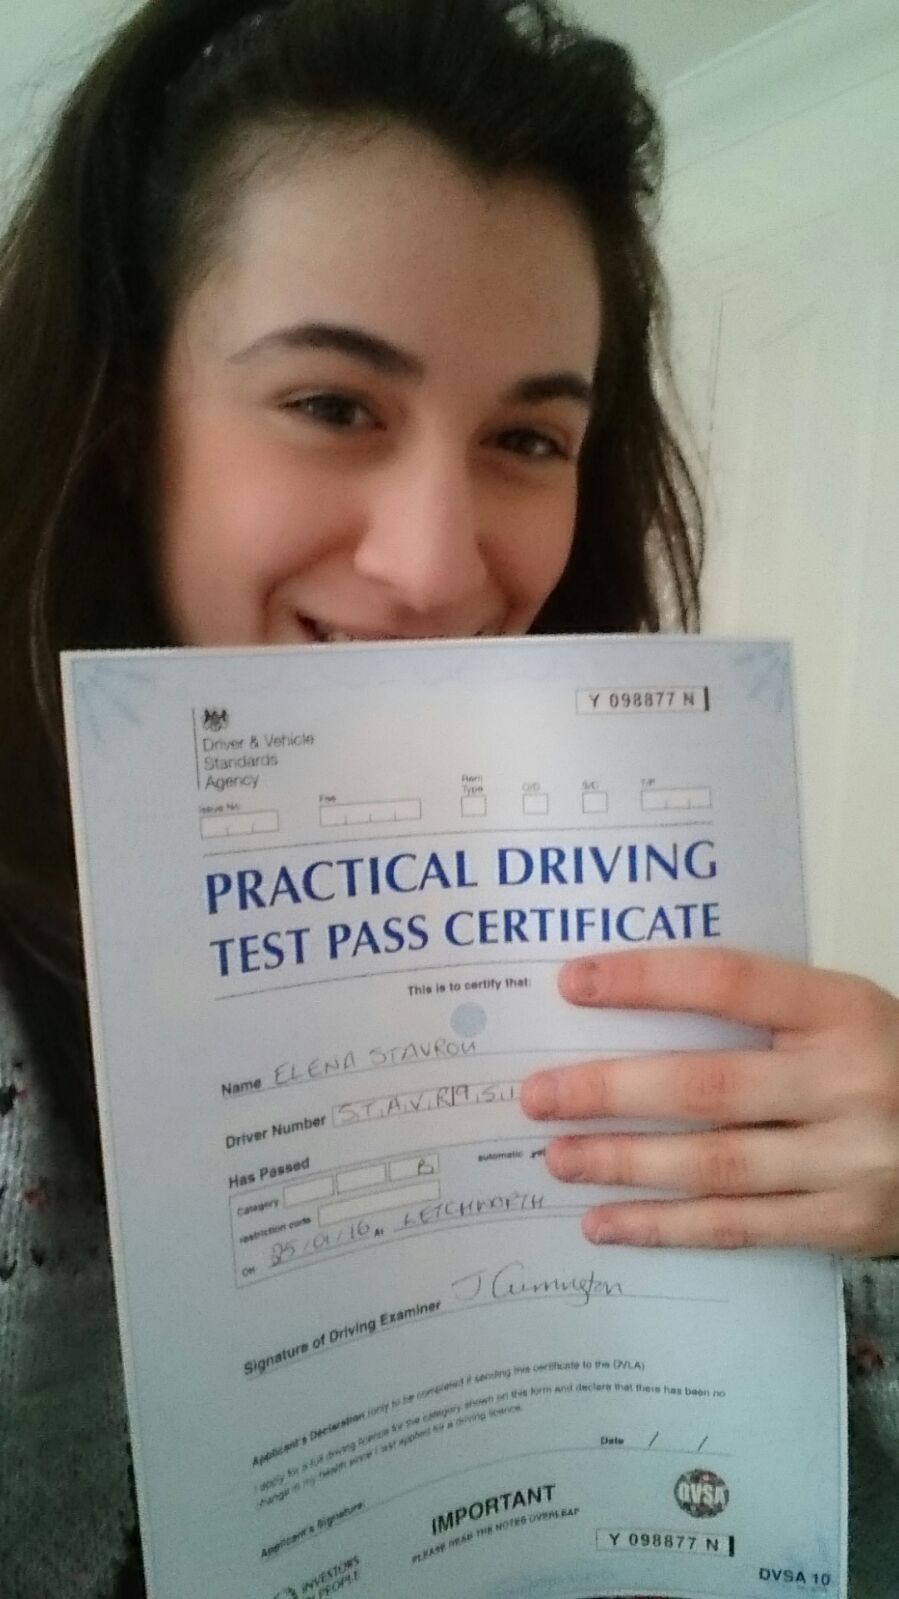 Y 098877 N
Driver & Vehicle
Standards
Agency
Issue No. Fee Rem Type D/D S/C T/P
PRACTICAL DRIVING
TEST PASS CERTIFICATE
This is to certify that:
Name ELENA STAVROU
Driver Number S.T.A.V.R|9.5.1
Has Passed
Category B automatic
restriction code
On 25/01/16 At LETCHWORTH
Signature of Driving Examiner
Applicant's Declaration (only to be completed if sending this certificate to the DVLA)
I apply for a full driving licence for the category shown on this form and declare that there has been no
change in my health since I last applied for a driving licence.
Date / /
Applicant's Signature:
IMPORTANT
PLEASE READ THE NOTES OVERLEAF
DVSA
Y 098877 N
INVESTORS
IN PEOPLE
DVSA 10